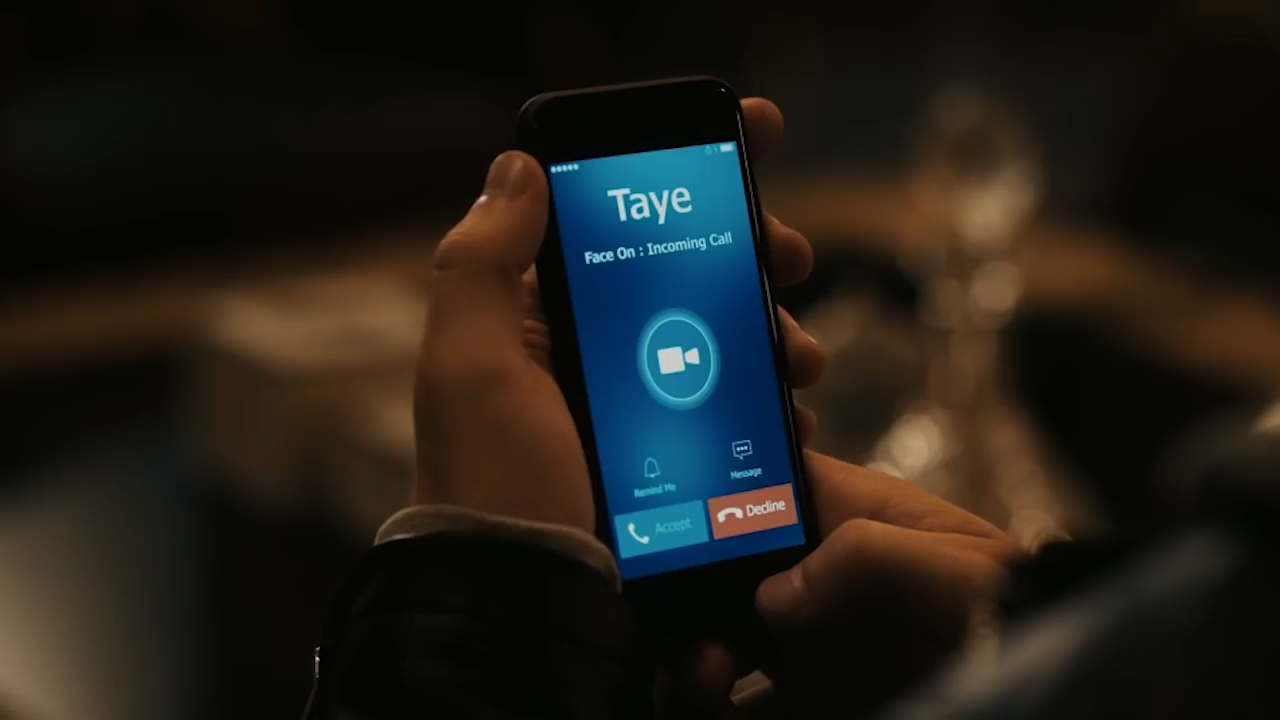 Taye
Face On : Incoming Call
Remind Me
Message
Accept
Decline